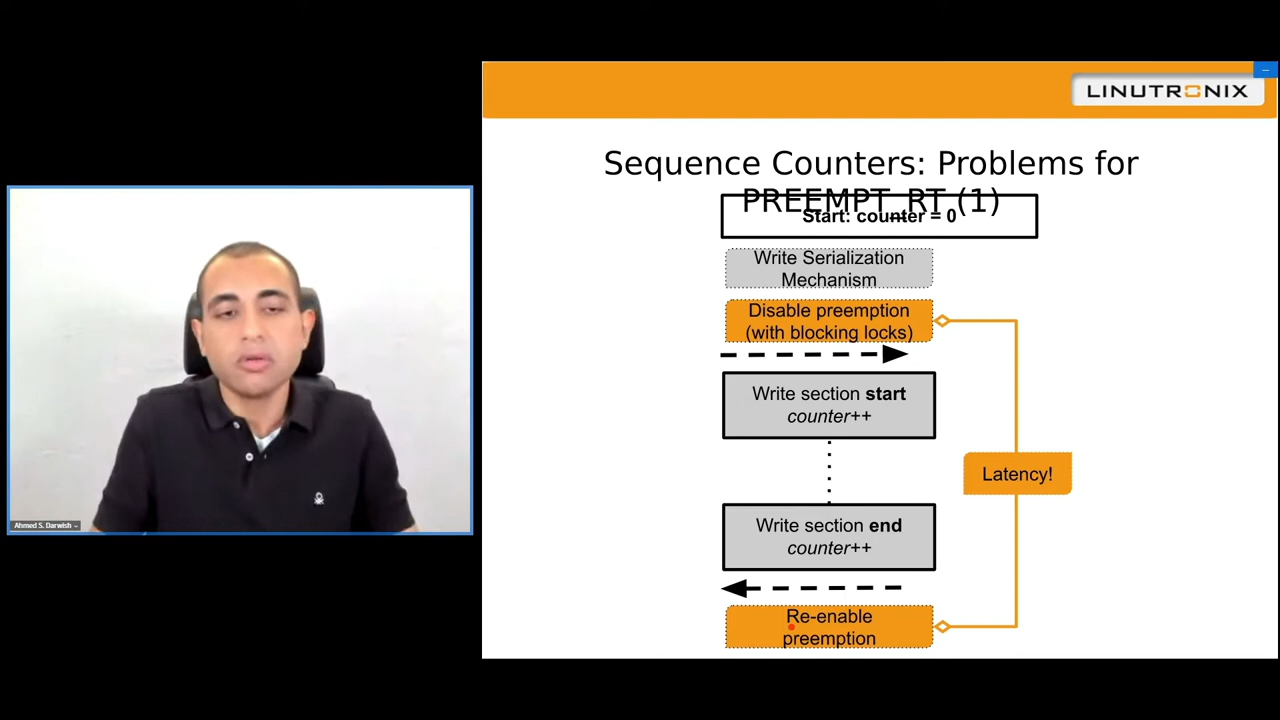 LINUTRONIX
Sequence Counters: Problems for
PREEMPT_RT (1)
Start: counter = 0
Write Serialization
Mechanism
Disable preemption
(with blocking locks)
Write section start
counter++
Latency!
Write section end
counter++
Re-enable
preemption
Ahmed S. Darwish